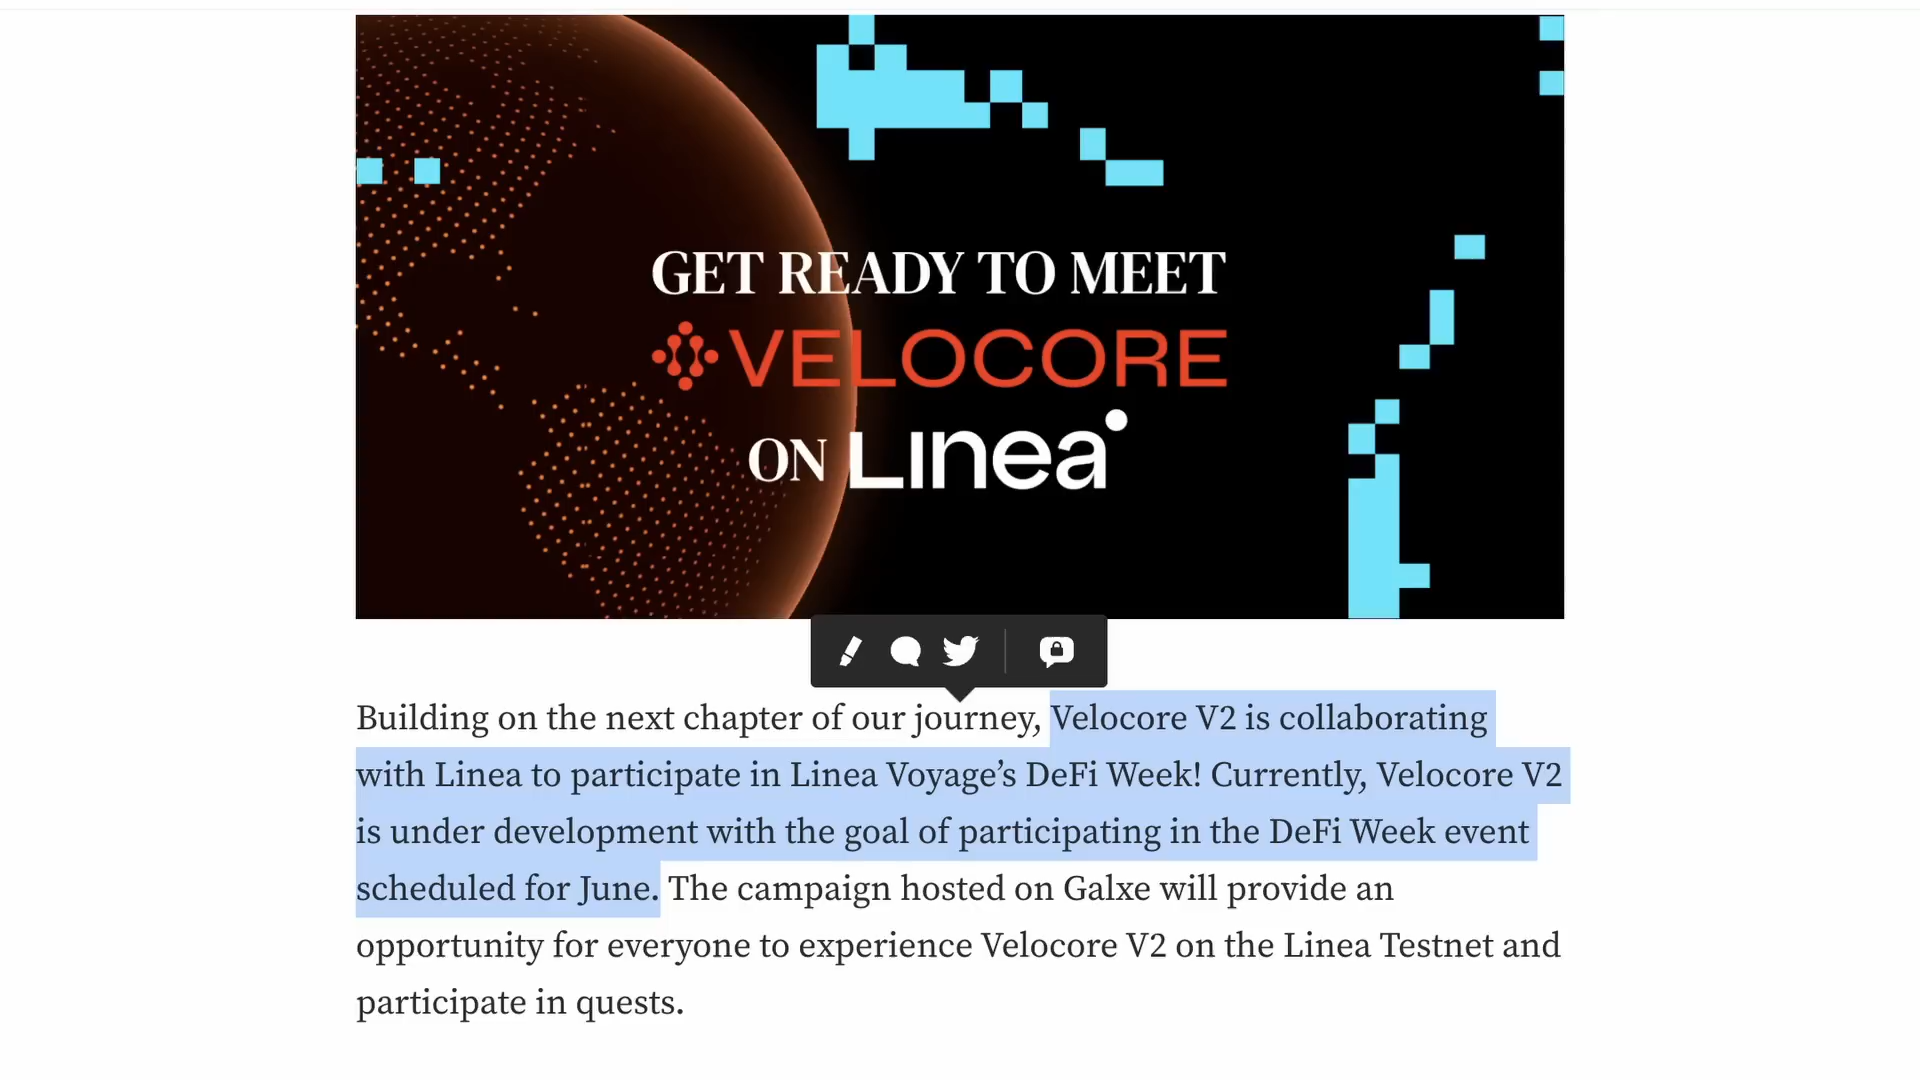 GET READY TO MEET
VELOCORE
ON Linea
Building on the next chapter of our journey, Velocore V2 is collaborating
with Linea to participate in Linea Voyage’s DeFi Week! Currently, Velocore V2
is under development with the goal of participating in the DeFi Week event
scheduled for June. The campaign hosted on Galxe will provide an
opportunity for everyone to experience Velocore V2 on the Linea Testnet and
participate in quests.